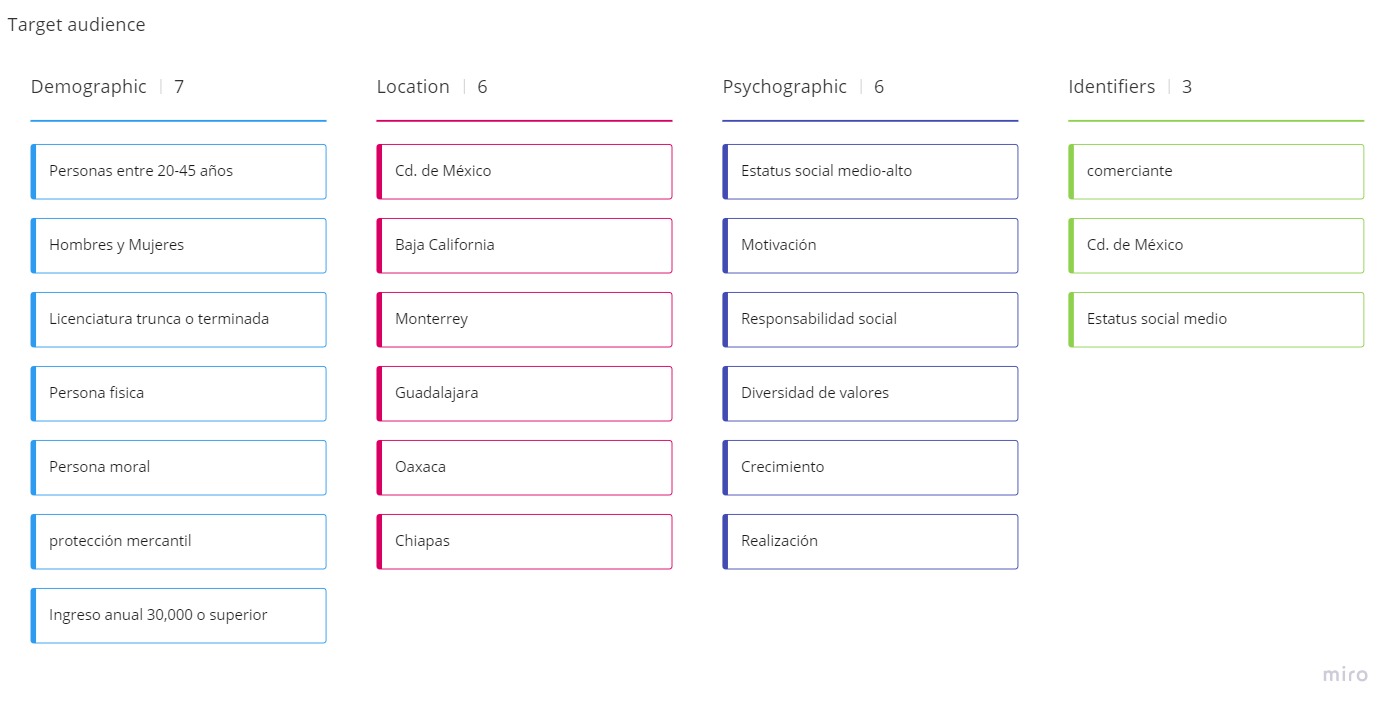 Target audience
Demographic | 7
Personas entre 20-45 años
Hombres y Mujeres
Licenciatura trunca o terminada
Persona fisica
Persona moral
protección mercantil
Ingreso anual 30,000 o superior
Location | 6
Cd. de México
Baja California
Monterrey
Guadalajara
Oaxaca
Chiapas
Psychographic | 6
Estatus social medio-alto
Motivación
Responsabilidad social
Diversidad de valores
Crecimiento
Realización
Identifiers | 3
comerciante
Cd. de México
Estatus social medio
miro